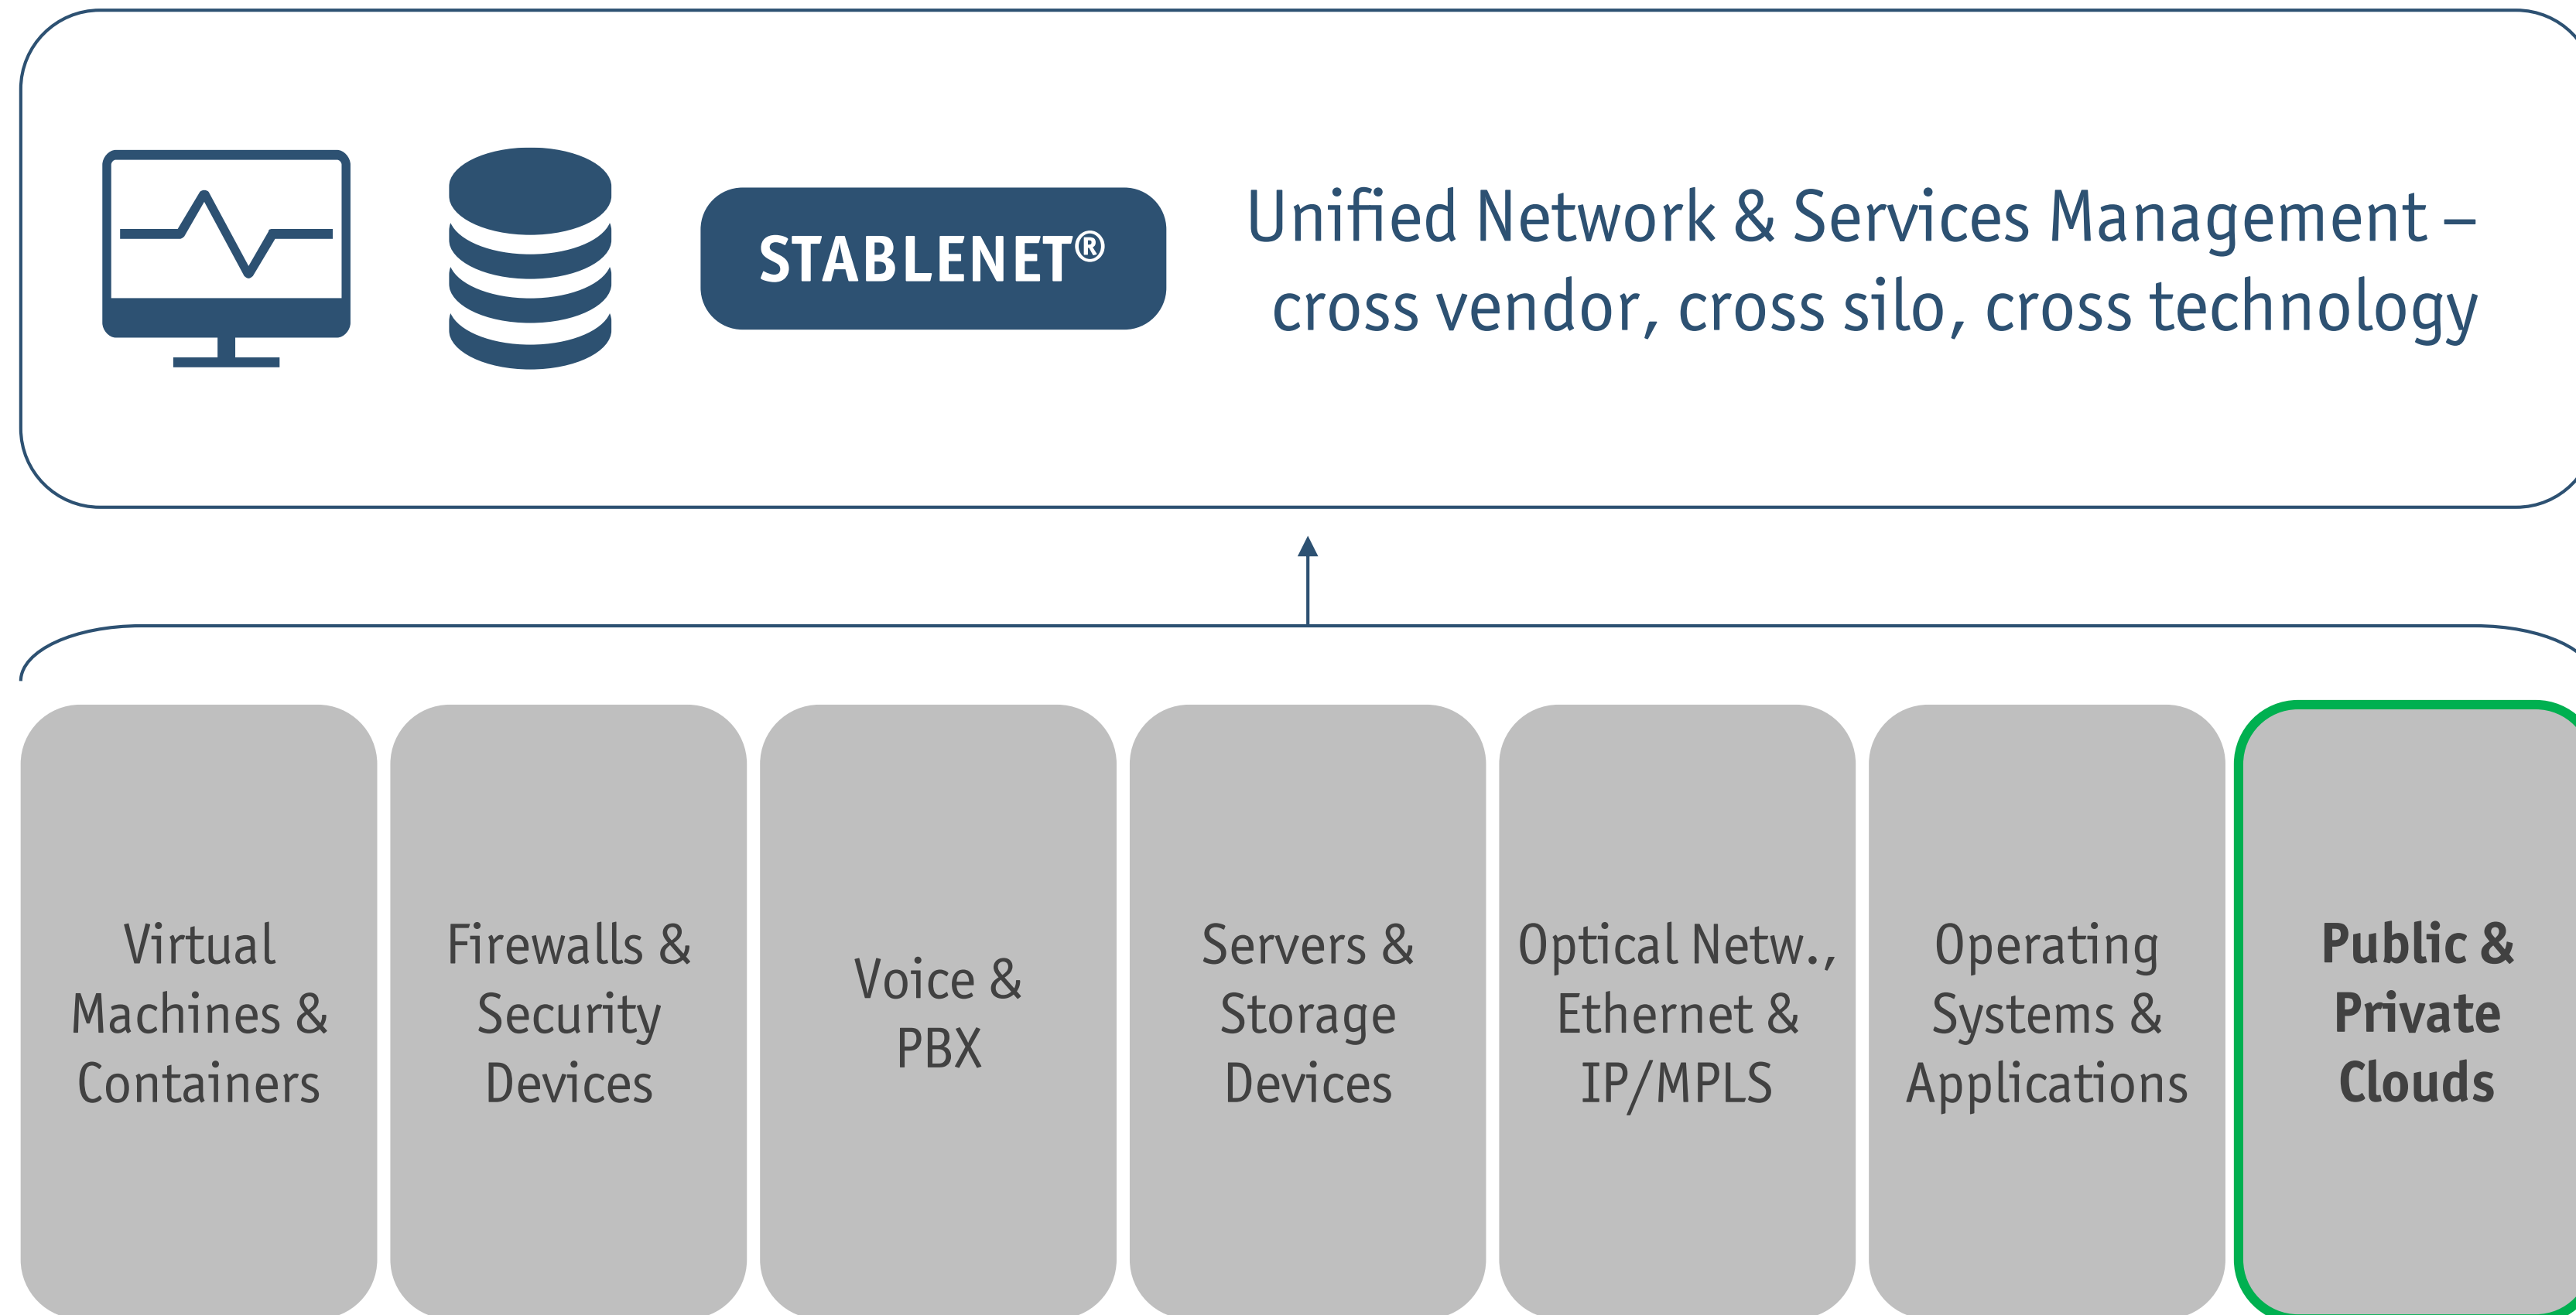 STABLENET®
Unified Network & Services Management –
cross vendor, cross silo, cross technology
Virtual
Machines &
Containers
Firewalls &
Security
Devices
Voice &
PBX
Servers &
Storage
Devices
Optical Netw.,
Ethernet &
IP/MPLS
Operating
Systems &
Applications
Public &
Private
Clouds